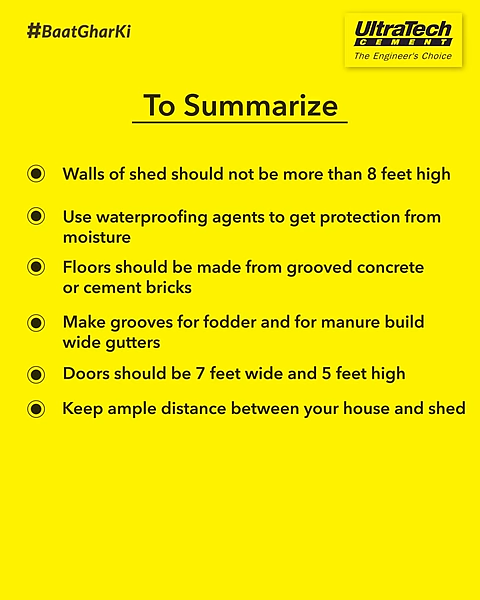 #BaatGharKi
UltraTech
CEMENT
The Engineer's Choice
To Summarize
Walls of shed should not be more than 8 feet high
Use waterproofing agents to get protection from
moisture
Floors should be made from grooved concrete
or cement bricks
Make grooves for fodder and for manure build
wide gutters
Doors should be 7 feet wide and 5 feet high
Keep ample distance between your house and shed